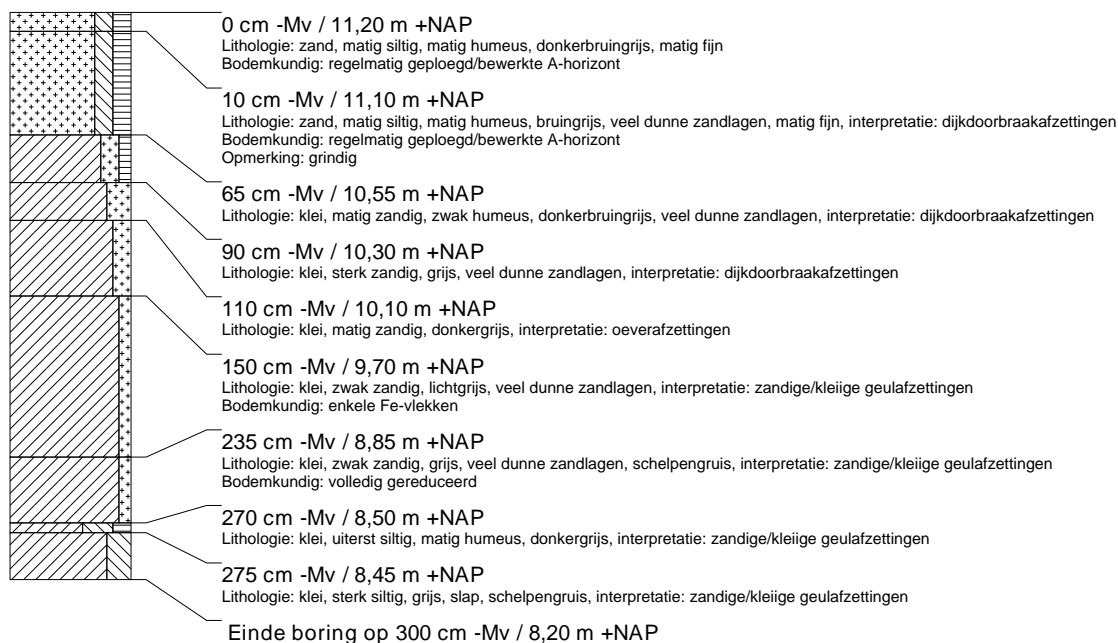 0 cm -Mv / 11,20 m +NAP
Lithologie: zand, matig siltig, matig humeus, donkerbruingrijs, matig fijn
Bodemkundig: regelmatig geploegd/bewerkte A-horizont
10 cm -Mv / 11,10 m +NAP
Lithologie: zand, matig siltig, matig humeus, bruingrijs, veel dunne zandlagen, matig fijn, interpretatie: dijkdoorbraakafzettingen
Bodemkundig: regelmatig geploegd/bewerkte A-horizont
Opmerking: grindig
65 cm -Mv / 10,55 m +NAP
Lithologie: klei, matig zandig, zwak humeus, donkerbruingrijs, veel dunne zandlagen, interpretatie: dijkdoorbraakafzettingen
90 cm -Mv / 10,30 m +NAP
Lithologie: klei, sterk zandig, grijs, veel dunne zandlagen, interpretatie: dijkdoorbraakafzettingen
110 cm -Mv / 10,10 m +NAP
Lithologie: klei, matig zandig, donkergrijs, interpretatie: oeverafzettingen
150 cm -Mv / 9,70 m +NAP
Lithologie: klei, zwak zandig, lichtgrijs, veel dunne zandlagen, interpretatie: zandige/kleiige geulafzettingen
Bodemkundig: enkele Fe-vlekken
235 cm -Mv / 8,85 m +NAP
Lithologie: klei, zwak zandig, grijs, veel dunne zandlagen, schelpengruis, interpretatie: zandige/kleiige geulafzettingen
Bodemkundig: volledig gereduceerd
270 cm -Mv / 8,50 m +NAP
Lithologie: klei, uiterst siltig, matig humeus, donkergrijs, interpretatie: zandige/kleiige geulafzettingen
275 cm -Mv / 8,45 m +NAP
Lithologie: klei, sterk siltig, grijs, slap, schelpengruis, interpretatie: zandige/kleiige geulafzettingen
Einde boring op 300 cm -Mv / 8,20 m +NAP